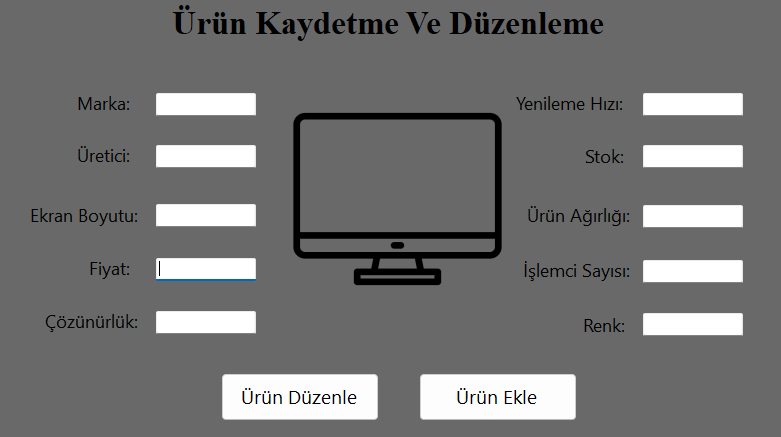 Ürün Kaydetme Ve Düzenleme
Marka:
Üretici:
Ekran Boyutu:
Fiyat:
Çözünürlük:
Yenileme Hızı:
Stok:
Ürün Ağırlığı:
İşlemci Sayısı:
Renk:
Ürün Düzenle
Ürün Ekle